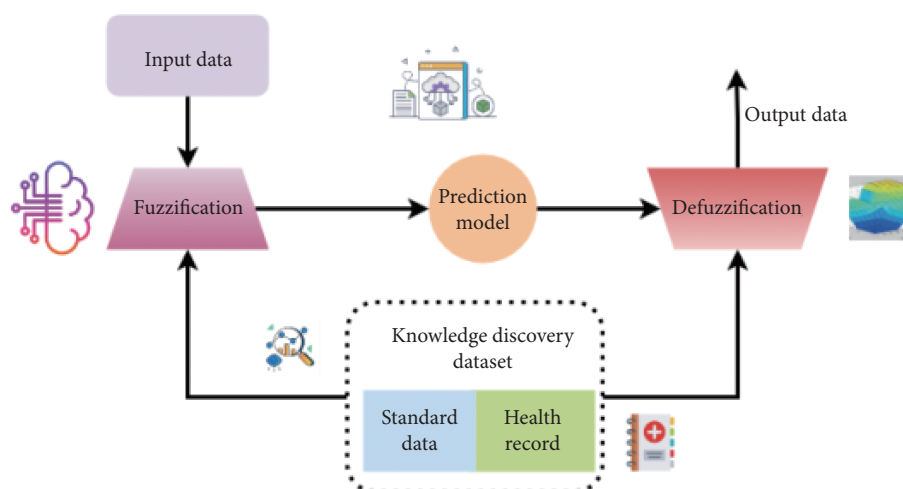 Input data
Output data
Fuzzification
Prediction
model
Defuzzification
Knowledge discovery
dataset
Standard
data
Health
record